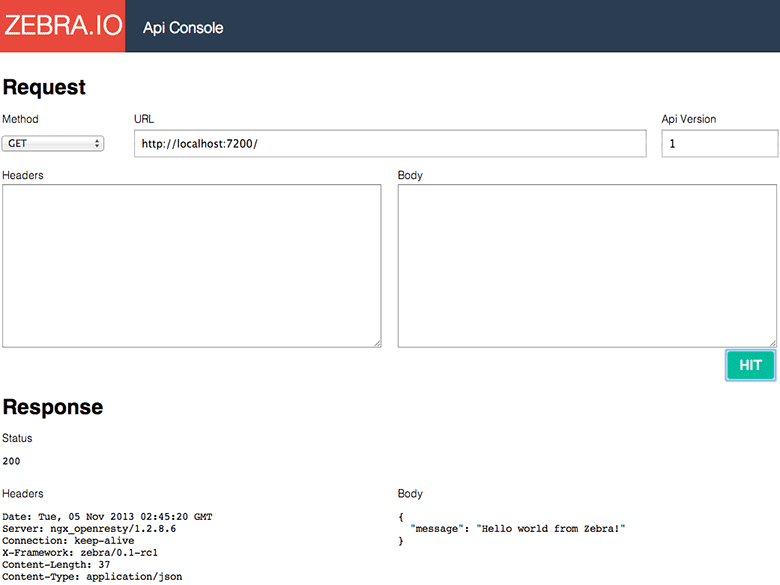 ZEBRA.IO Api Console
Request
Method URL Api Version
GET http://localhost:7200/ 1
Headers Body
HIT
Response
Status
200
Headers Body
Date: Tue, 05 Nov 2013 02:45:20 GMT {
Server: ngx_openresty/1.2.8.6 "message": "Hello world from Zebra!"
Connection: keep-alive }
X-Framework: zebra/0.1-rc1
Content-Length: 37
Content-Type: application/json